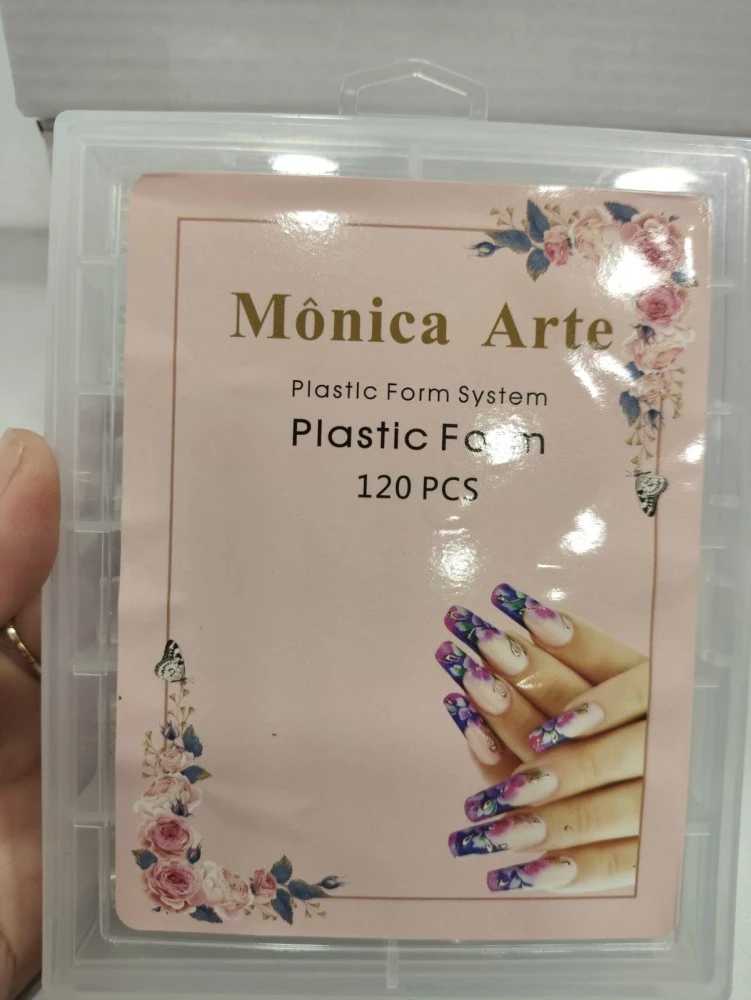 Mônica Arte
Plastic Form System
Plastic Form
120 PCS